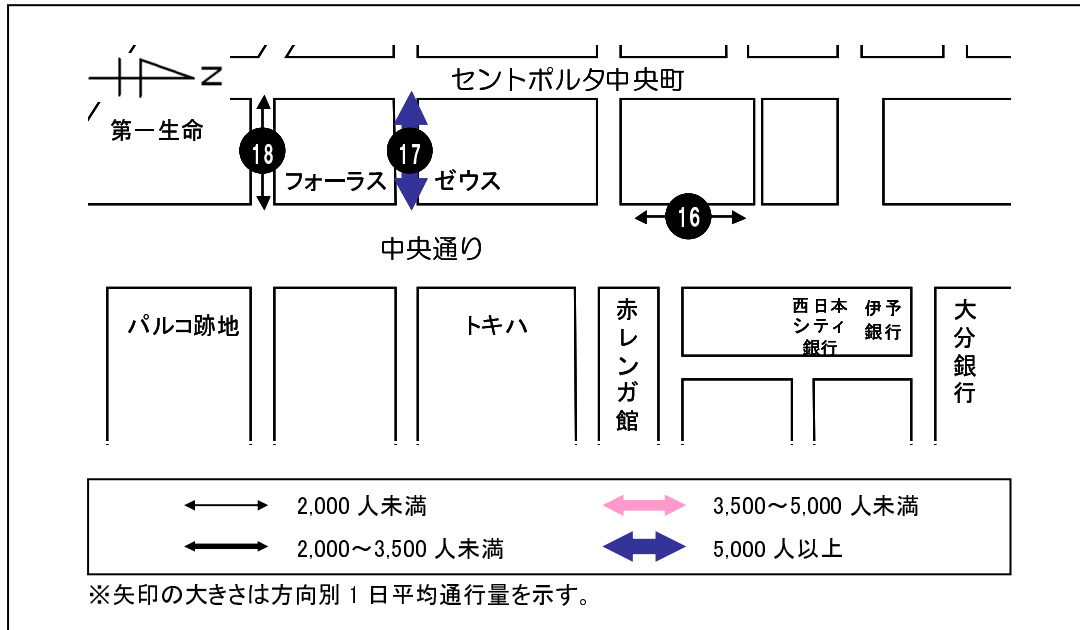 N
セントポルタ中央町
第一生命
18
17
フォーラス
ゼウス
16
中央通り
パルコ跡地
トキハ
赤レンガ館
西日本
シティ
銀行
伊予
銀行
大分銀行
2,000 人未満
3,500～5,000 人未満
2,000～3,500 人未満
5,000 人以上
※矢印の大きさは方向別 1 日平均通行量を示す。